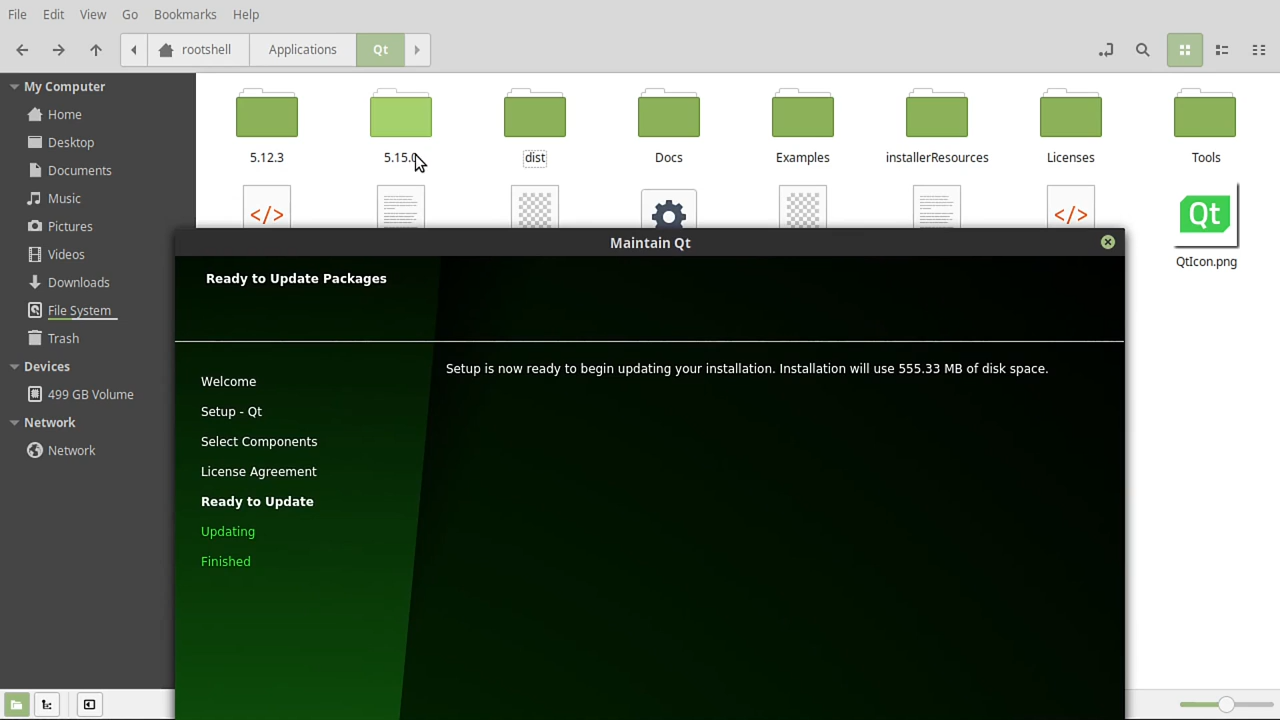 File Edit View Go Bookmarks Help
rootshell Applications Qt
My Computer
Home
Desktop
Documents
Music
Pictures
Videos
Downloads
File System
Trash
Devices
499 GB Volume
Network
Network
5.12.3 5.15.0 dist Docs Examples installerResources Licenses Tools
</> </> Qt
QtIcon.png
Maintain Qt
Ready to Update Packages
Welcome
Setup - Qt
Select Components
License Agreement
Ready to Update
Updating
Finished
Setup is now ready to begin updating your installation. Installation will use 555.33 MB of disk space.